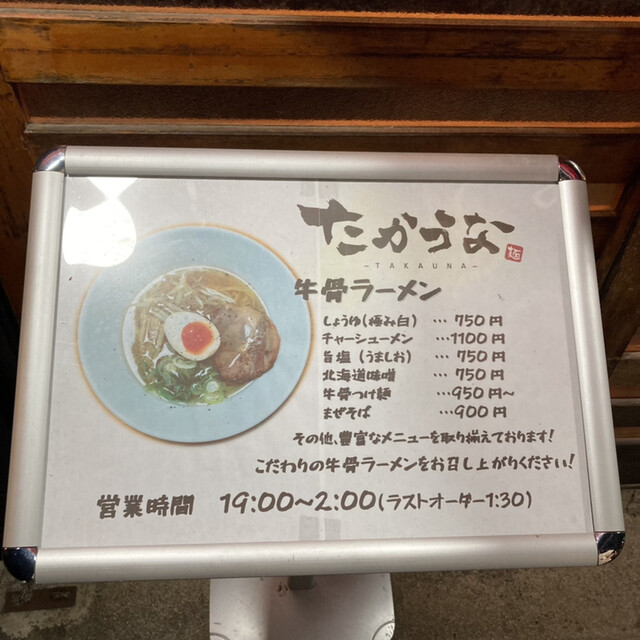 たかうな
-TAKAUNA-
牛骨ラーメン
しょうゆ(極み白) …750円
チャーシューメン …1100円
旨塩(うましお) …750円
北海道味噌 …750円
牛骨つけ麺 …950円〜
まぜそば …900円
その他、豊富なメニューを取り揃えております!
こだわりの牛骨ラーメンをお召し上がりください!
営業時間 19:00〜2:00(ラストオーダー1:30)